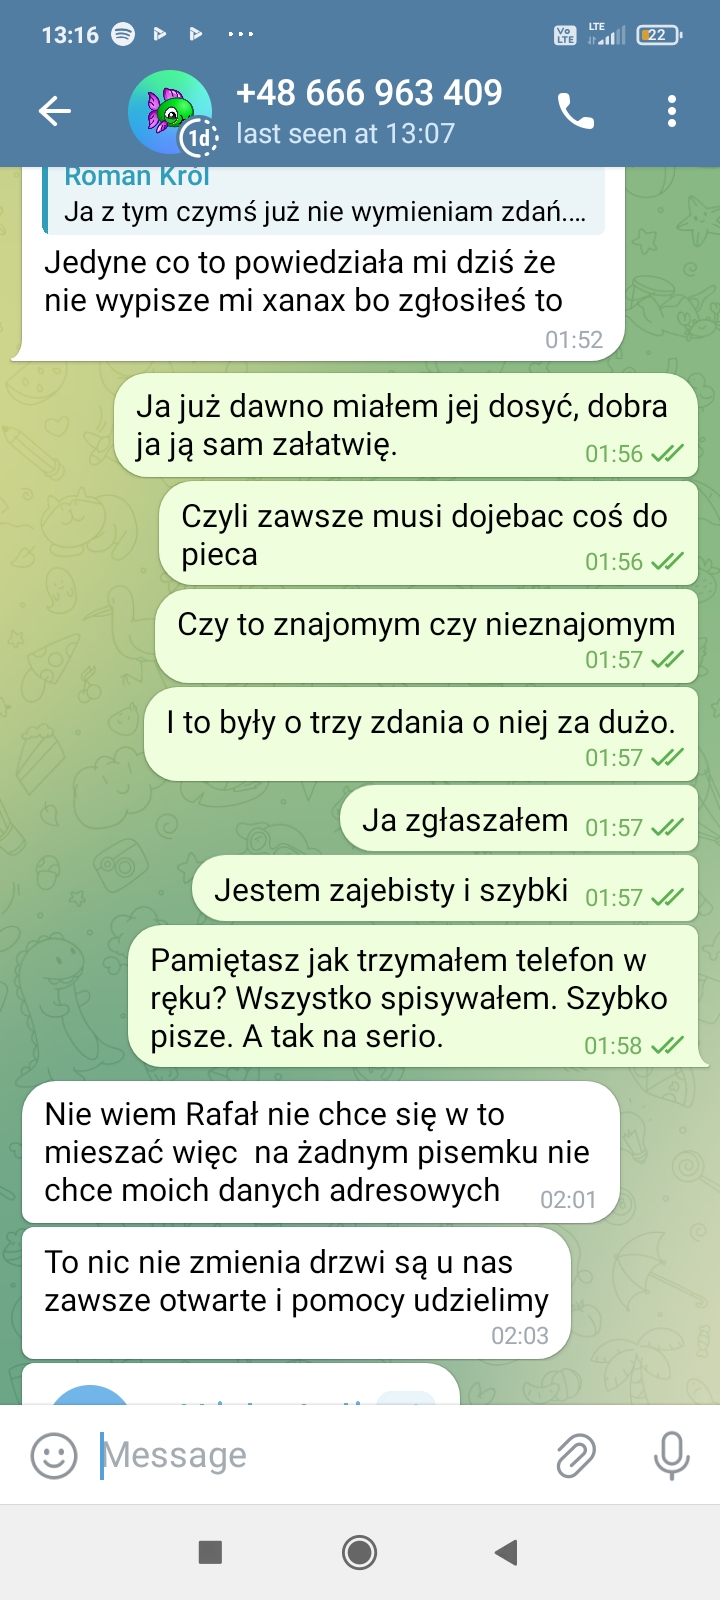 13:16
Vo LTE
LTE
22
+48 666 963 409
1d
last seen at 13:07
Roman Król
Ja z tym czymś już nie wymieniam zdań....
Jedyne co to powiedziała mi dziś że
nie wypisze mi xanax bo zgłosiłeś to
01:52
Ja już dawno miałem jej dosyć, dobra
ja ją sam załatwię.
01:56
Czyli zawsze musi dojebac coś do
pieca
01:56
Czy to znajomym czy nieznajomym
01:57
I to były o trzy zdania o niej za dużo.
01:57
Ja zgłaszałem 01:57
Jestem zajebisty i szybki 01:57
Pamiętasz jak trzymałem telefon w
ręku? Wszystko spisywałem. Szybko
pisze. A tak na serio.
01:58
Nie wiem Rafał nie chce się w to
mieszać więc  na żadnym pisemku nie
chce moich danych adresowych
02:01
To nic nie zmienia drzwi są u nas
zawsze otwarte i pomocy udzielimy
02:03
Message